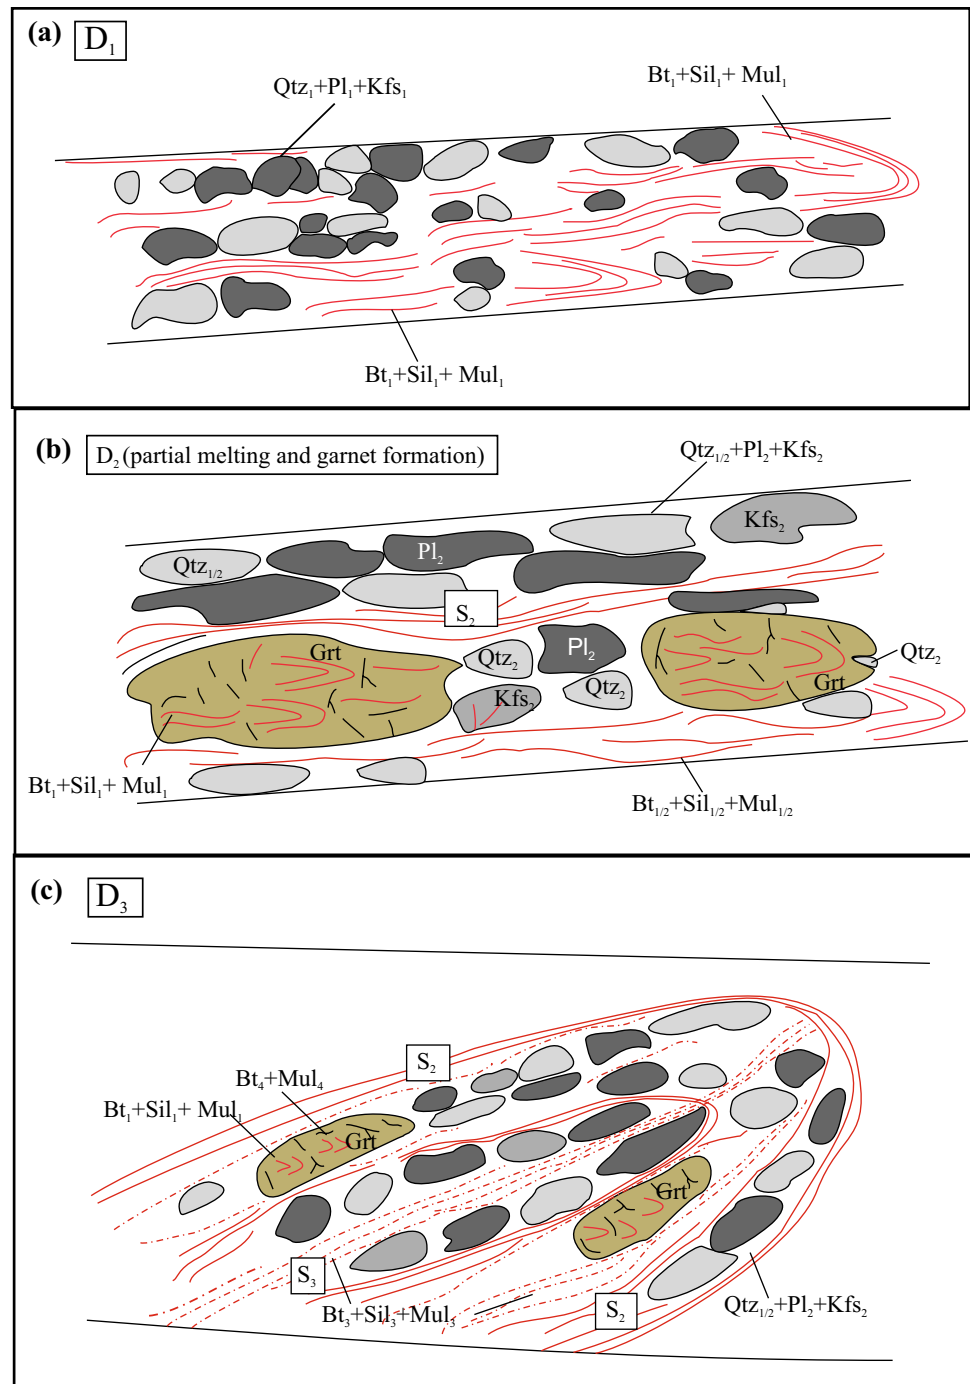 (a) D₁
Qtz₁+Pl₁+Kfs₁
Bt₁+Sil₁+ Mul₁
Bt₁+Sil₁+ Mul₁
(b) D₂ (partial melting and garnet formation)
Qtz₁/₂+Pl₂+Kfs₂
Kfs₂
Pl₂
Qtz₁/₂
S₂
Grt
Qtz₂
Pl₂
Qtz₂
Grt
Qtz₂
Kfs₂
Bt₁+Sil₁+ Mul₁
Bt₁/₂+Sil₁/₂+Mul₁/₂
(c) D₃
S₂
Bt₄+Mul₄
Bt₁+Sil₁+ Mul₁
Grt
Grt
S₃
Bt₃+Sil₃+Mul₃
S₂
Qtz₁/₂+Pl₂+Kfs₂